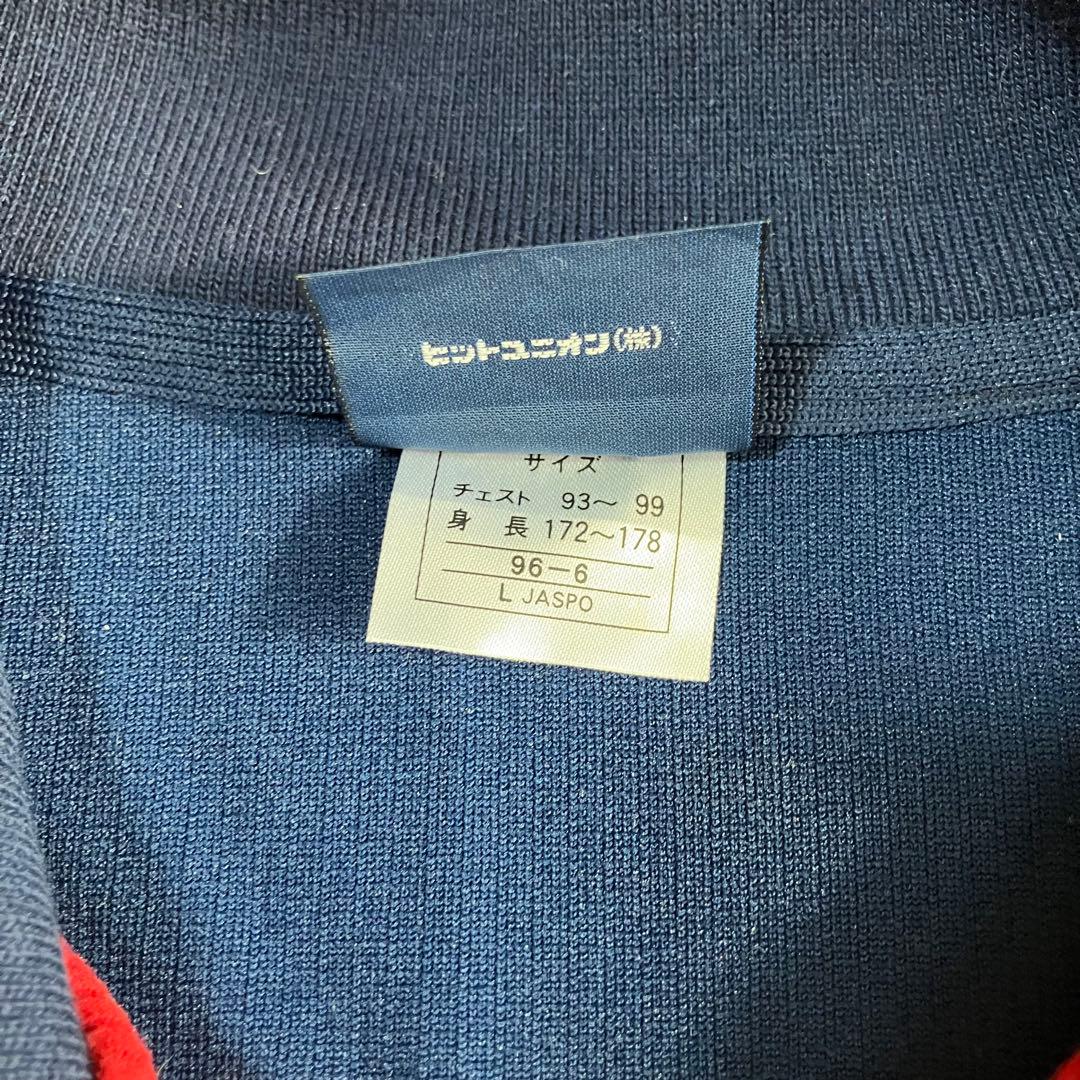 ヒットユニオン(株)
サイズ
チェスト 93〜 99
身 長 172〜178
96-6
L JASPO